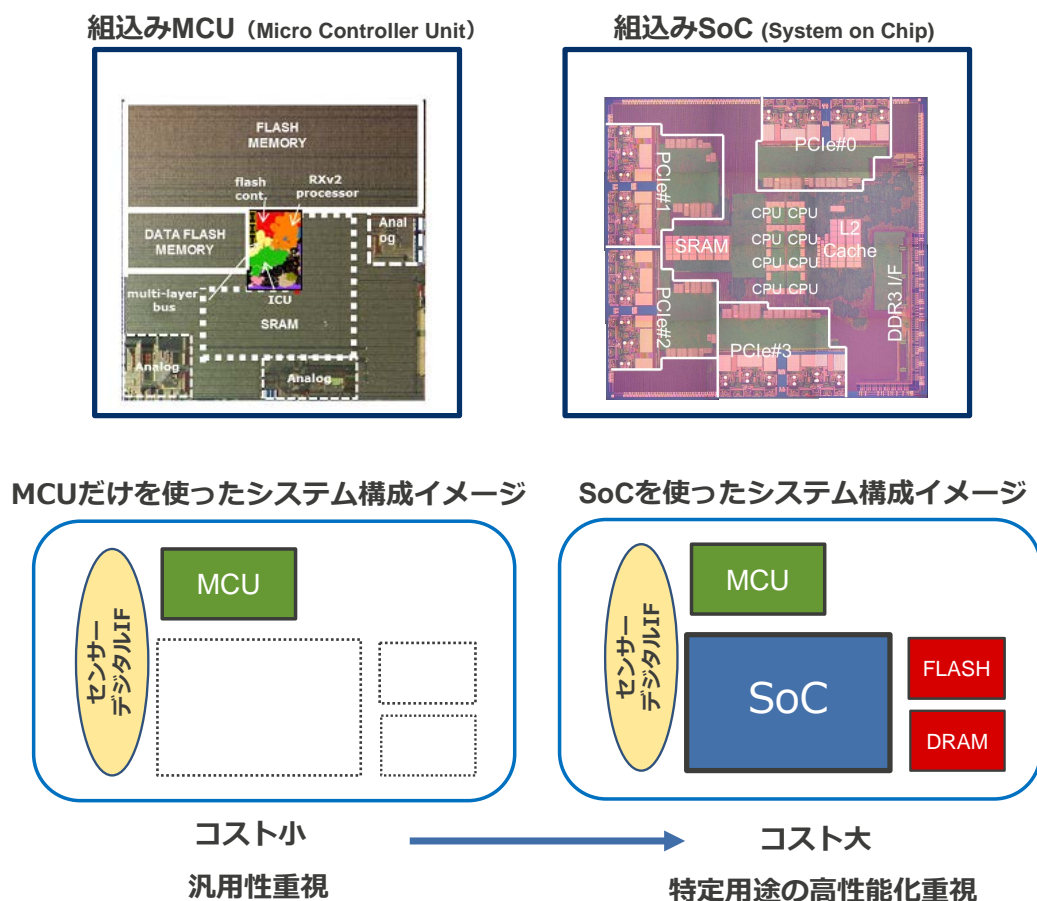 組込みMCU（Micro Controller Unit）
FLASH
MEMORY
flash
cont.
RXv2
processor
DATA FLASH
MEMORY
Anal
og
multi-layer
bus
ICU
SRAM
Analog
Analog
組込みSoC (System on Chip)
PCIe#0
PCIe#1
CPU CPU
SRAM
CPU CPU
L2
Cache
CPU CPU
CPU CPU
DDR3 I/F
PCIe#2
PCIe#3
MCUだけを使ったシステム構成イメージ
センサー
デジタルIF
MCU
SoCを使ったシステム構成イメージ
センサー
デジタルIF
MCU
SoC
FLASH
DRAM
コスト小
汎用性重視
コスト大
特定用途の高性能化重視